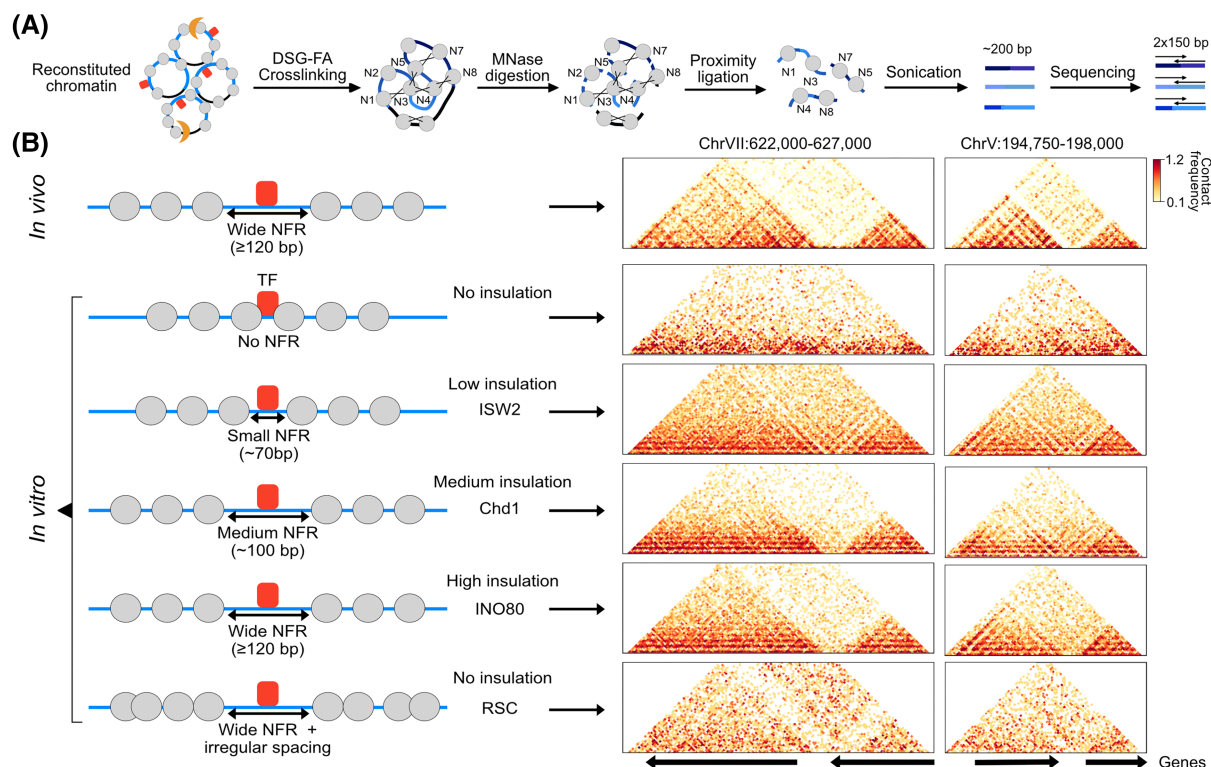 (A)
Reconstituted
chromatin
DSG-FA
Crosslinking
N7
N5
N2
N8
N1
N3
N4
MNase
digestion
N7
N5
N2
N8
N1
N3
N4
Proximity
ligation
N7
N1
N5
N3
N4
N8
Sonication
~200 bp
Sequencing
2x150 bp
(B)
ChrVII:622,000-627,000
ChrV:194,750-198,000
1.2
0.1
Contact
frequency
In vivo
Wide NFR
(≥120 bp)
In vitro
TF
No NFR
No insulation
Small NFR
(~70bp)
Low insulation
ISW2
Medium NFR
(~100 bp)
Medium insulation
Chd1
Wide NFR
(≥120 bp)
High insulation
INO80
Wide NFR +
irregular spacing
No insulation
RSC
Genes